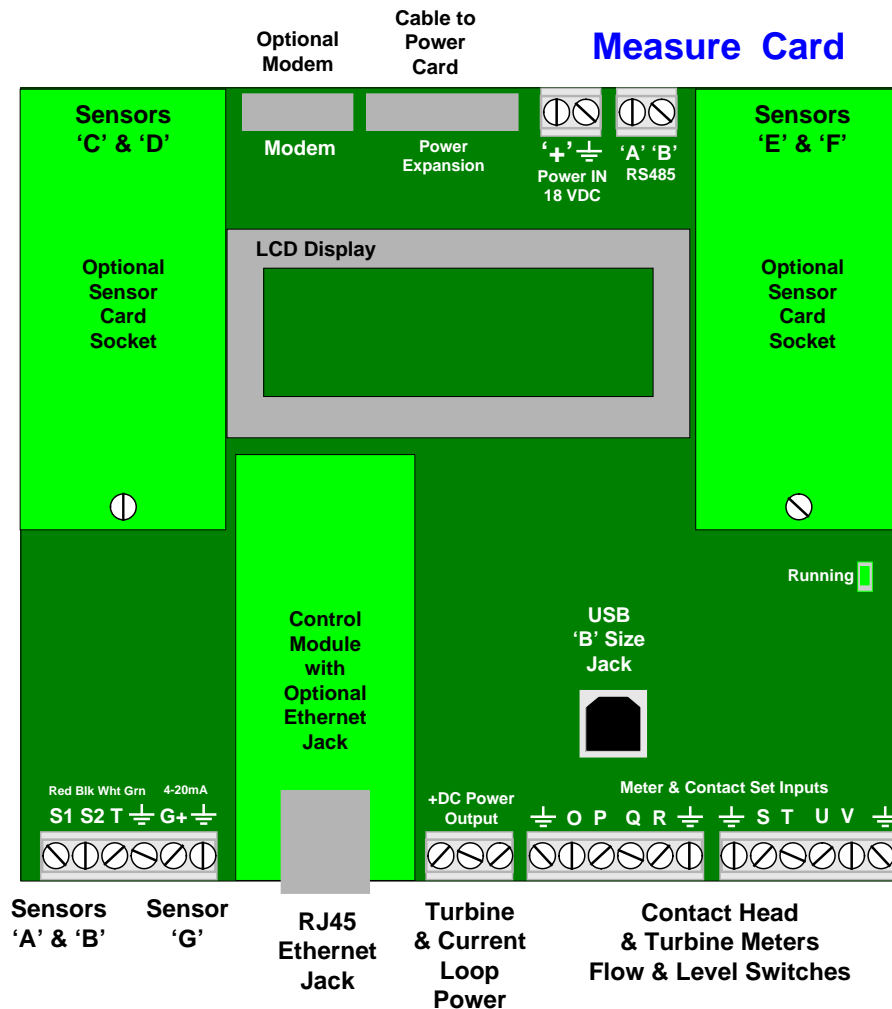 Measure Card
Optional
Modem
Cable to
Power
Card
Sensors
‘C’ & ‘D’
Modem
Power
Expansion
‘+’ ⏚
Power IN
18 VDC
‘A’ ‘B’
RS485
Sensors
‘E’ & ‘F’
Optional
Sensor
Card
Socket
LCD Display
Optional
Sensor
Card
Socket
Running
Control
Module
with
Optional
Ethernet
Jack
USB
‘B’ Size
Jack
Red Blk Wht Grn
4-20mA
S1 S2 T ⏚ G+ ⏚
+DC Power
Output
Meter & Contact Set Inputs
⏚ O P Q R ⏚ ⏚ S T U V ⏚
Sensors
‘A’ & ‘B’
Sensor
‘G’
RJ45
Ethernet
Jack
Turbine
& Current
Loop
Power
Contact Head
& Turbine Meters
Flow & Level Switches